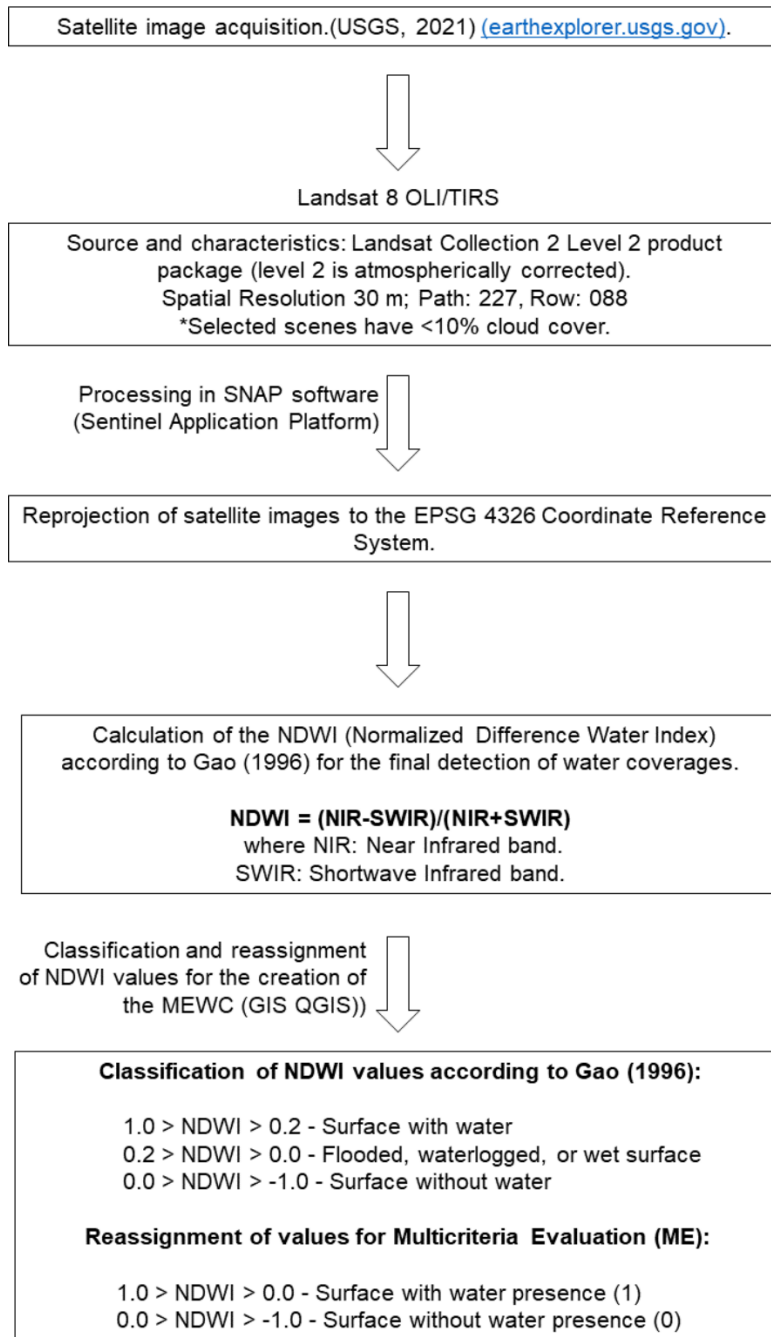 Satellite image acquisition.(USGS, 2021) (earthexplorer.usgs.gov).
Landsat 8 OLI/TIRS
Source and characteristics: Landsat Collection 2 Level 2 product
package (level 2 is atmospherically corrected).
Spatial Resolution 30 m; Path: 227, Row: 088
*Selected scenes have <10% cloud cover.
Processing in SNAP software
(Sentinel Application Platform)
Reprojection of satellite images to the EPSG 4326 Coordinate Reference
System.
Calculation of the NDWI (Normalized Difference Water Index)
according to Gao (1996) for the final detection of water coverages.
NDWI = (NIR-SWIR)/(NIR+SWIR)
where NIR: Near Infrared band.
SWIR: Shortwave Infrared band.
Classification and reassignment
of NDWI values for the creation of
the MEWC (GIS QGIS))
Classification of NDWI values according to Gao (1996):
1.0 > NDWI > 0.2 - Surface with water
0.2 > NDWI > 0.0 - Flooded, waterlogged, or wet surface
0.0 > NDWI > -1.0 - Surface without water
Reassignment of values for Multicriteria Evaluation (ME):
1.0 > NDWI > 0.0 - Surface with water presence (1)
0.0 > NDWI > -1.0 - Surface without water presence (0)